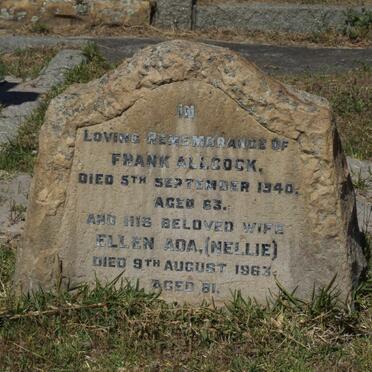 IN
LOVING REMEMBRANCE OF
FRANK ALLCOCK,
DIED 5TH SEPTEMBER 1940.
AGED 63.
AND HIS BELOVED WIFE
ELLEN ADA, (NELLIE)
DIED 9TH AUGUST 1963.
AGED 81.